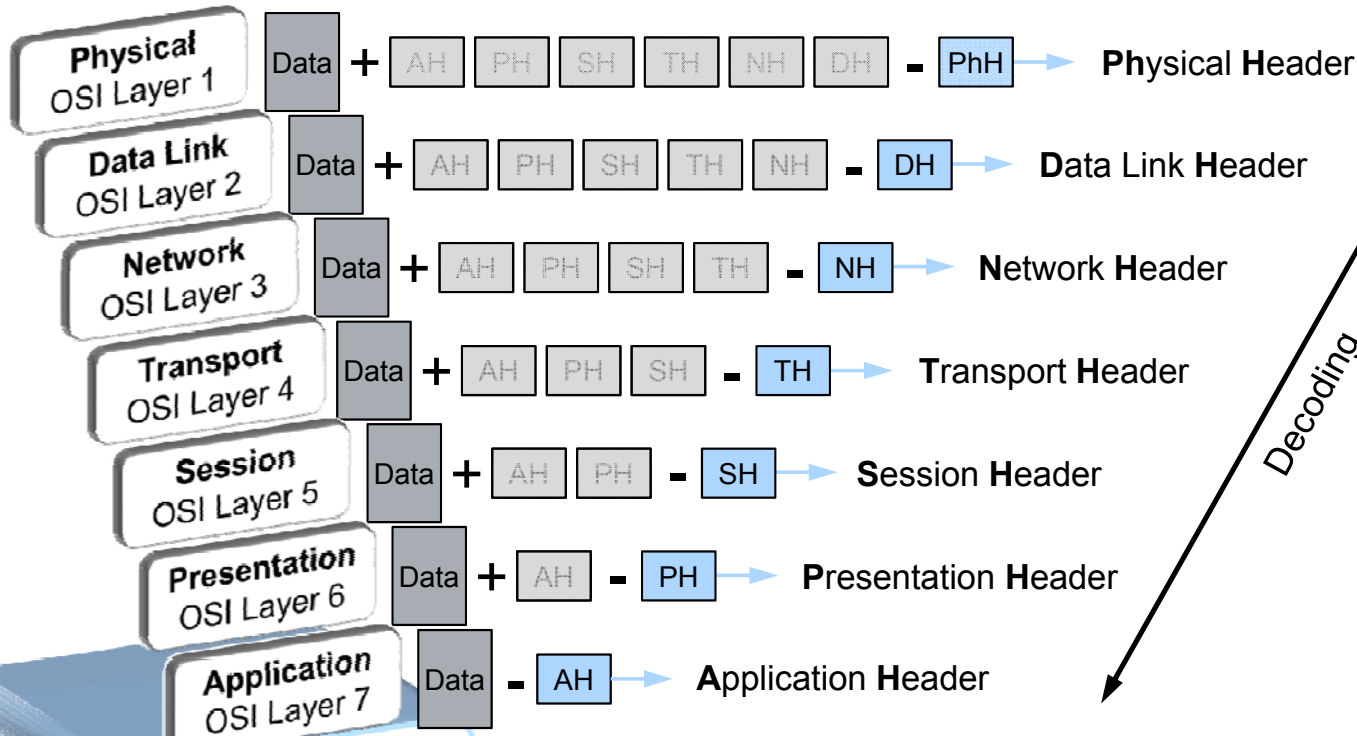 Physical
OSI Layer 1
Data + AH PH SH TH NH DH - PhH Physical Header
Data Link
OSI Layer 2
Data + AH PH SH TH NH - DH Data Link Header
Network
OSI Layer 3
Data + AH PH SH TH - NH Network Header
Transport
OSI Layer 4
Data + AH PH SH - TH Transport Header
Session
OSI Layer 5
Data + AH PH - SH Session Header
Presentation
OSI Layer 6
Data + AH - PH Presentation Header
Application
OSI Layer 7
Data - AH Application Header
Decoding